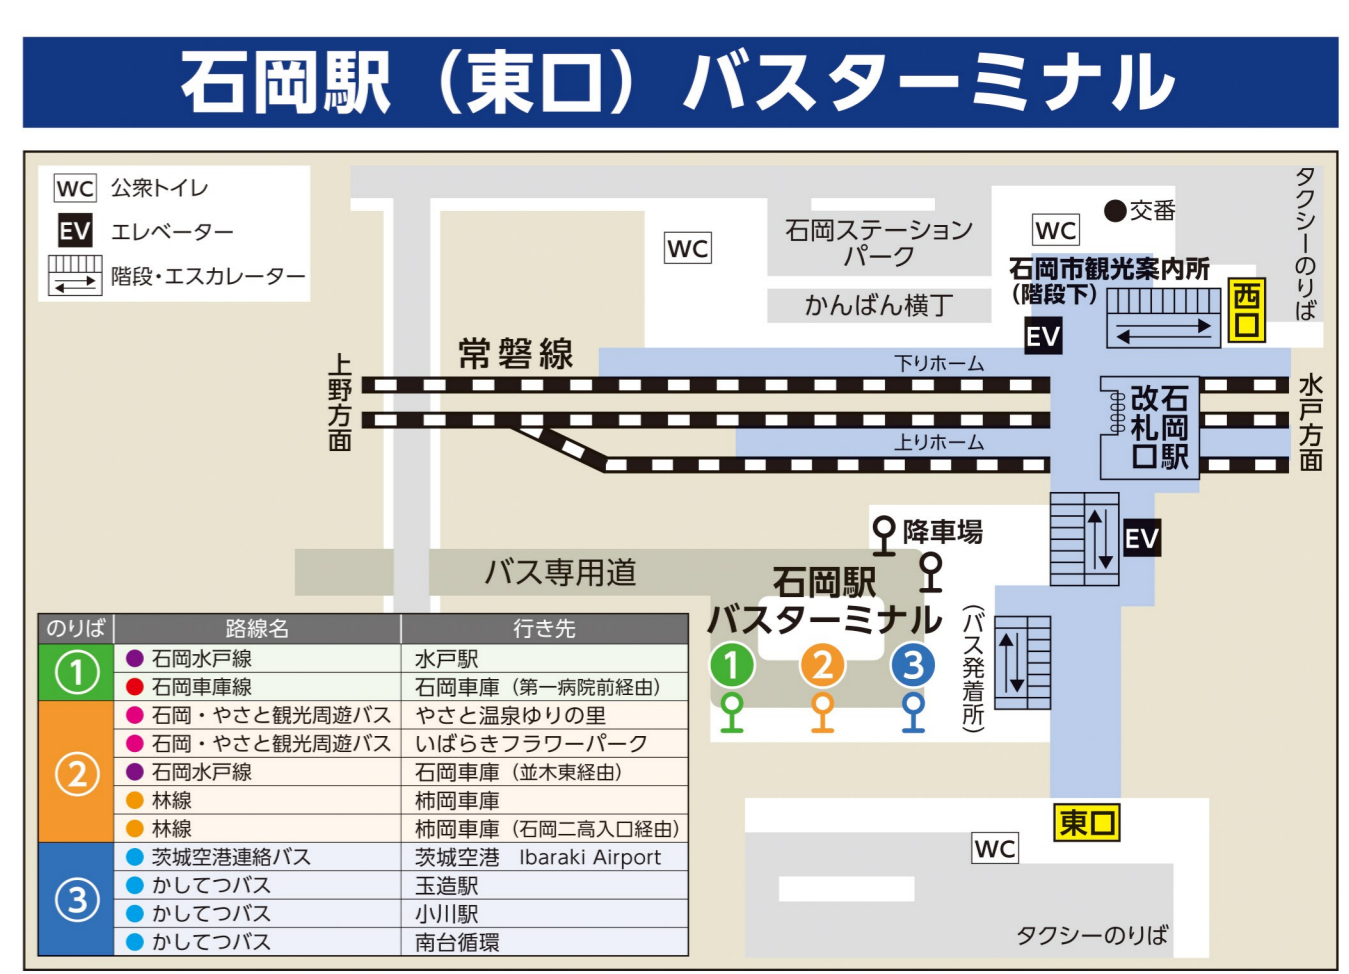 石岡駅（東口）バスターミナル
WC 公衆トイレ
EV エレベーター
階段・エスカレーター
WC
石岡ステーション
パーク
かんばん横丁
WC
交番
タクシーのりば
石岡市観光案内所
（階段下）
西口
EV
常磐線
上野方面
下りホーム
上りホーム
石岡駅
改札口
水戸方面
EV
降車場
バス専用道
石岡駅
バスターミナル
（バス発着所）
1 2 3
東口
WC
タクシーのりば
のりば 路線名 行き先
1 石岡水戸線 水戸駅
石岡車庫線 石岡車庫（第一病院前経由）
2 石岡・やさと観光周遊バス やさと温泉ゆりの里
石岡・やさと観光周遊バス いばらきフラワーパーク
石岡水戸線 石岡車庫（並木東経由）
林線 柿岡車庫
林線 柿岡車庫（石岡二高入口経由）
3 茨城空港連絡バス 茨城空港 Ibaraki Airport
かしてつバス 玉造駅
かしてつバス 小川駅
かしてつバス 南台循環